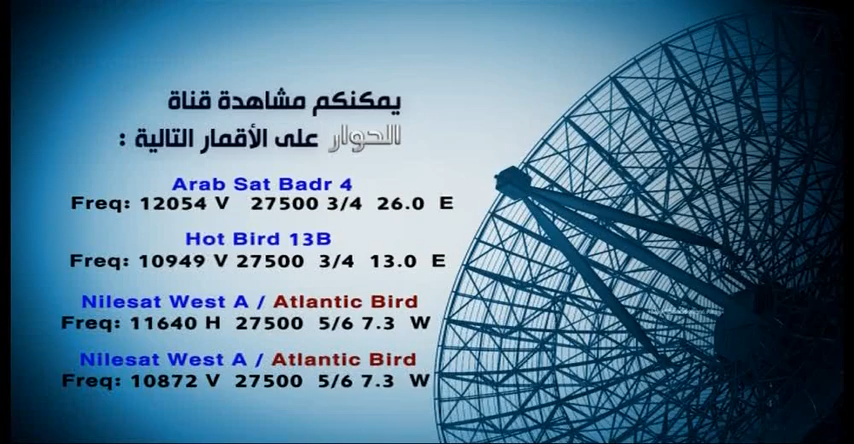 يمكنكم مشاهدة قناة
الحوار على الأقمار التالية :
Arab Sat Badr 4
Freq: 12054 V 27500 3/4 26.0 E
Hot Bird 13B
Freq: 10949 V 27500 3/4 13.0 E
Nilesat West A / Atlantic Bird
Freq: 11640 H 27500 5/6 7.3 W
Nilesat West A / Atlantic Bird
Freq: 10872 V 27500 5/6 7.3 W